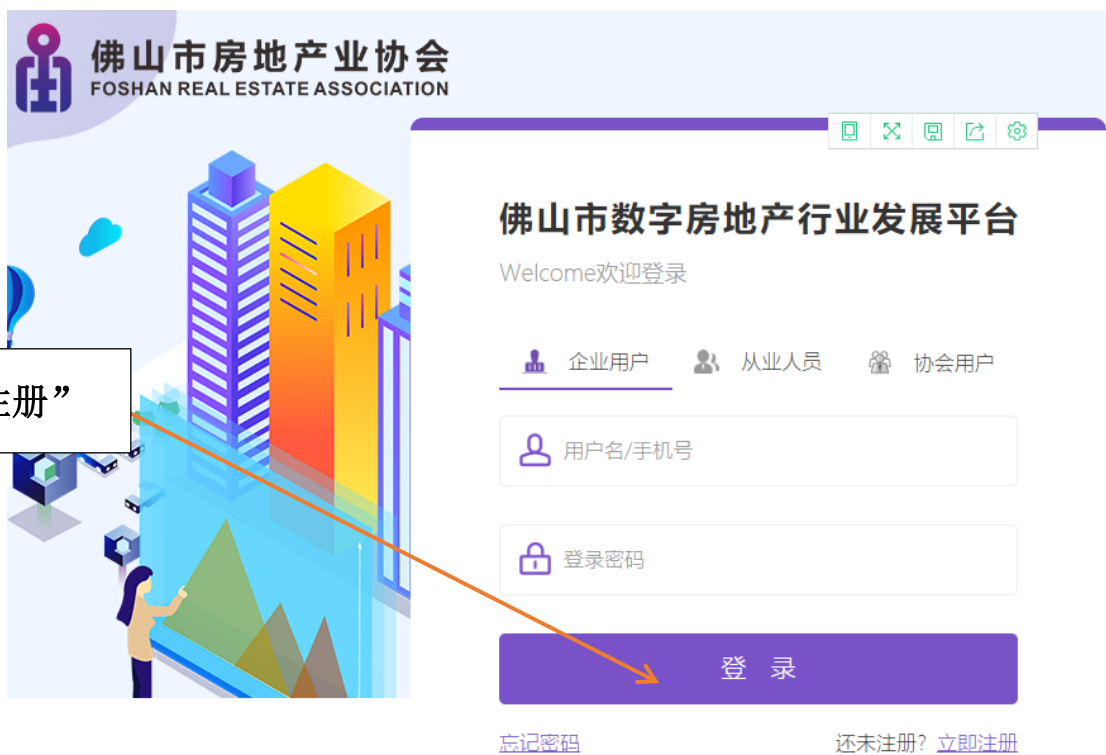 佛山市房地产业协会
FOSHAN REAL ESTATE ASSOCIATION
佛山市数字房地产行业发展平台
Welcome欢迎登录
企业用户 从业人员 协会用户
注册”
用户名/手机号
登录密码
登 录
忘记密码 还未注册? 立即注册